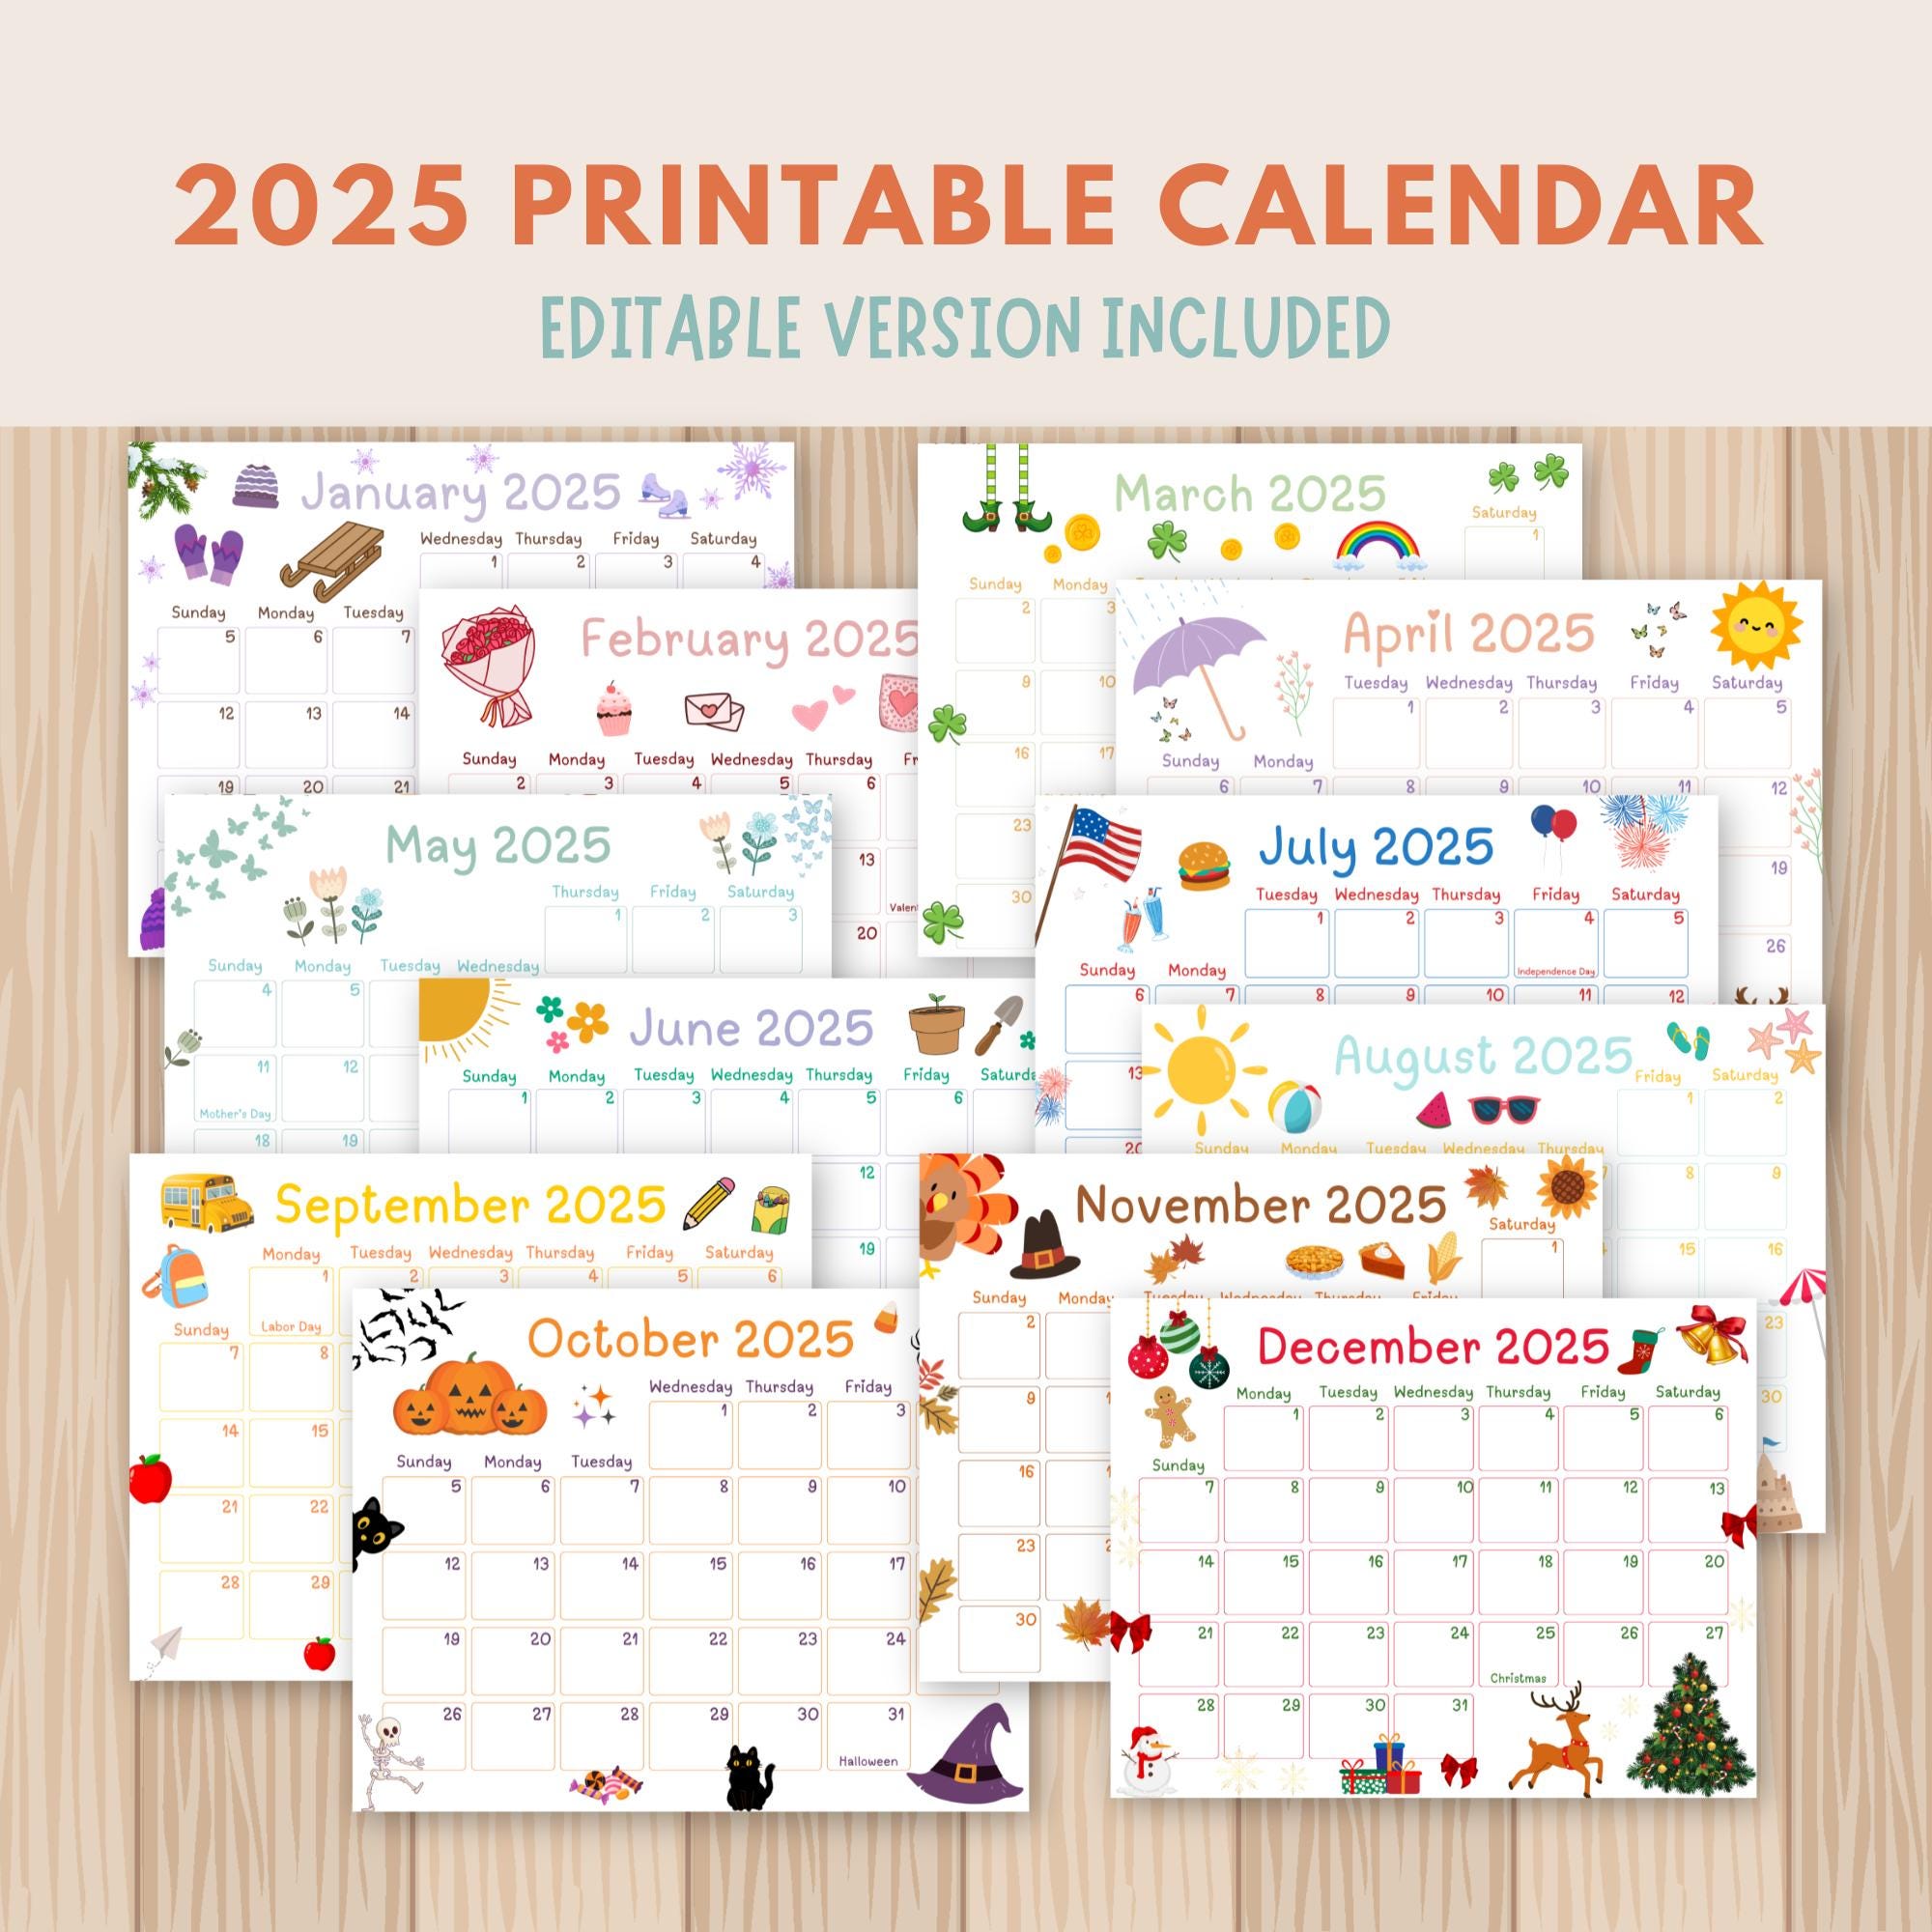 2025 PRINTABLE CALENDAR
EDITABLE VERSION INCLUDED
January 2025
Wednesday Thursday Friday Saturday
1 2 3 4
Sunday Monday Tuesday
5 6 7
12 13 14
19 20 21
February 2025
Sunday Monday Tuesday Wednesday Thursday
2 3 4 5 6
13
20
March 2025
Saturday
1
Sunday Monday
2 3
9 10
16 17
23
30
April 2025
Tuesday Wednesday Thursday Friday Saturday
1 2 3 4 5
Sunday Monday
6 7 8 9 10 11 12
19
26
May 2025
Thursday Friday Saturday
1 2 3
Sunday Monday Tuesday Wednesday
4 5
11 12
Mother's Day
18 19
June 2025
Sunday Monday Tuesday Wednesday Thursday Friday
1 2 3 4 5 6
12
19
July 2025
Tuesday Wednesday Thursday Friday Saturday
1 2 3 4 5
Independence Day
Sunday Monday
6 7 8 9 10 11 12
13
20
August 2025
Friday Saturday
1 2
Sunday Monday Tuesday Wednesday Thursday
8 9
15 16
23
30
September 2025
Monday Tuesday Wednesday Thursday Friday Saturday
1 2 3 4 5 6
Labor Day
Sunday
7 8
14 15
21 22
28 29
October 2025
Wednesday Thursday Friday
1 2 3
Sunday Monday Tuesday
5 6 7 8 9 10
12 13 14 15 16 17
19 20 21 22 23 24
26 27 28 29 30 31
Halloween
November 2025
Saturday
1
Sunday Monday Tuesday Wednesday Thursday Friday
2
9
16
23
30
December 2025
Monday Tuesday Wednesday Thursday Friday Saturday
1 2 3 4 5 6
Sunday
7 8 9 10 11 12 13
14 15 16 17 18 19 20
21 22 23 24 25 26 27
Christmas
28 29 30 31